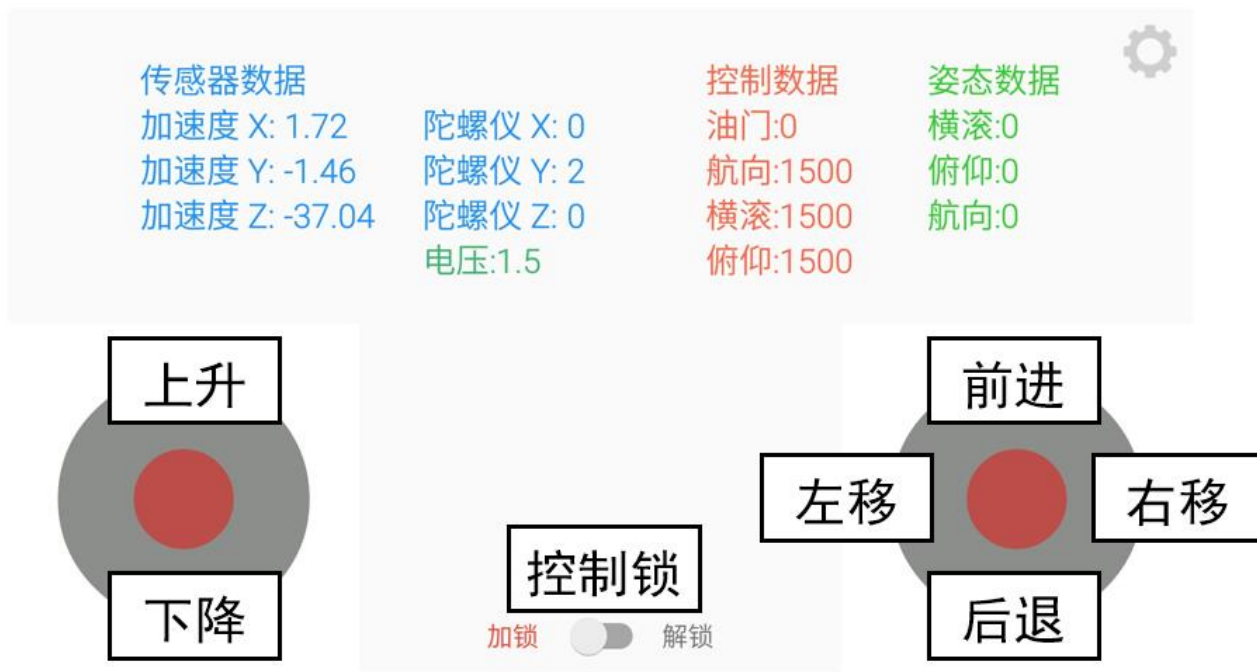 传感器数据
加速度 X: 1.72
加速度 Y: -1.46
加速度 Z: -37.04
陀螺仪 X: 0
陀螺仪 Y: 2
陀螺仪 Z: 0
电压:1.5
控制数据
油门:0
航向:1500
横滚:1500
俯仰:1500
姿态数据
横滚:0
俯仰:0
航向:0
上升
下降
控制锁
加锁
解锁
前进
左移
右移
后退